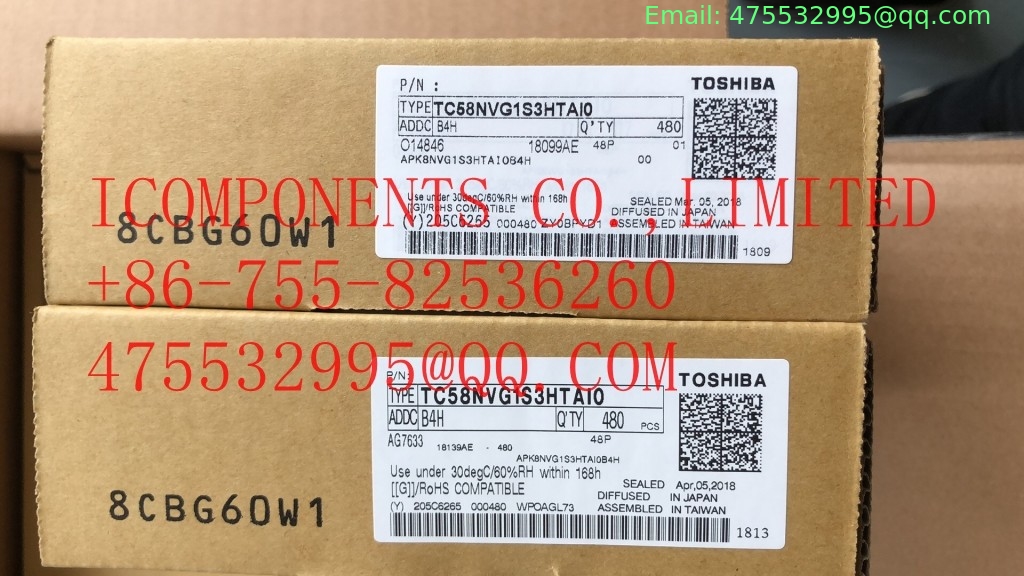 Email: 475532995@qq.com
P/N :
TOSHIBA
TYPE TC58NVG1S3HTAI0
ADDC B4H Q'TY 480
014846 18099AE 48P 01
APK8NVG1S3HTAI0B4H 00
ICOMPONENTS CO.,LIMITED
Use under 30degC/60%RH within 168h
[[G]]/RoHS COMPATIBLE
SEALED Mar, 05, 2018
DIFFUSED IN JAPAN
ASSEMBLED IN TAIWAN
(Y) 205C6265 000480
1809
8CBG60W1
+86-755-82536260
475532995@QQ.COM
P/N:
TOSHIBA
TYPE TC58NVG1S3HTAI0
ADDC B4H Q'TY 480 PCS
AG7633 18139AE - 480 48P
APK8NVG1S3HTAI0B4H
Use under 30degC/60%RH within 168h
[[G]]/RoHS COMPATIBLE
SEALED Apr,05,2018
DIFFUSED IN JAPAN
ASSEMBLED IN TAIWAN
(Y) 205C6265 000480 WPOAGL73
1813
8CBG60W1